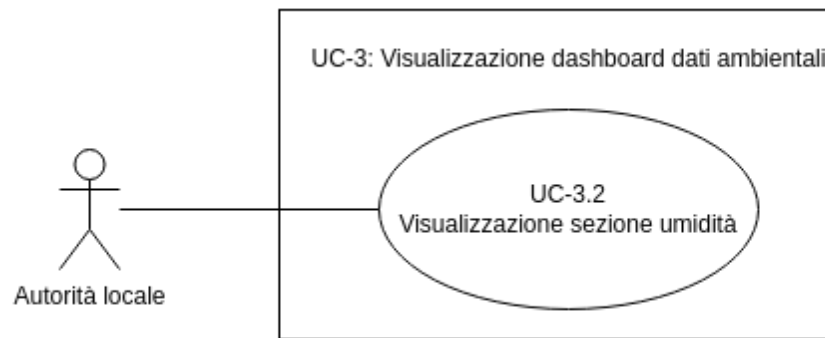 UC-3: Visualizzazione dashboard dati ambientali
UC-3.2
Visualizzazione sezione umidità
Autorità locale